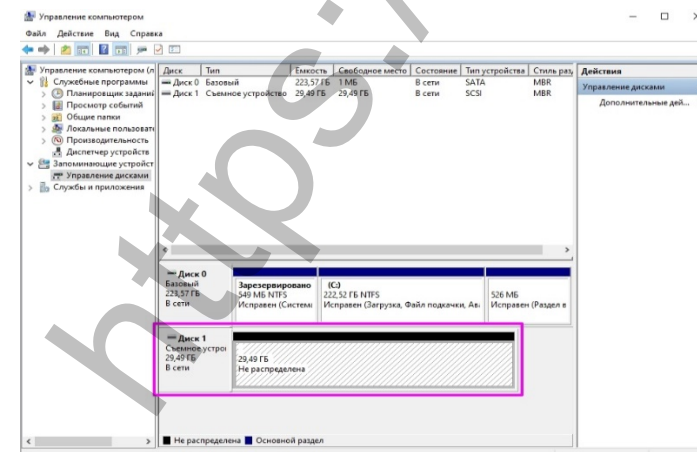 Управление компьютером
Файл Действие Вид Справка
Управление компьютером (л
Служебные программы
Планировщик заданий
Просмотр событий
Общие папки
Локальные пользовате
Производительность
Диспетчер устройств
Запоминающие устройст
Управление дисками
Службы и приложения
Диск Тип Емкость Свободное место Состояние Тип устройства Стиль раз,
Диск 0 Базовый 223,57 ГБ 1 МБ В сети SATA MBR
Диск 1 Съемное устройство 29,49 ГБ 29,49 ГБ В сети SCSI MBR
Действия
Управление дисками
Дополнительные дей...
Диск 0
Базовый
223,57 ГБ
В сети
Зарезервировано
549 МБ NTFS
Исправен (Система
(C:)
222,52 ГБ NTFS
Исправен (Загрузка, Файл подкачки, Ав
526 МБ
Исправен (Раздел в
Диск 1
Съемное устрой
29,49 ГБ
В сети
29,49 ГБ
Не распределена
Не распределена Основной раздел
https:/